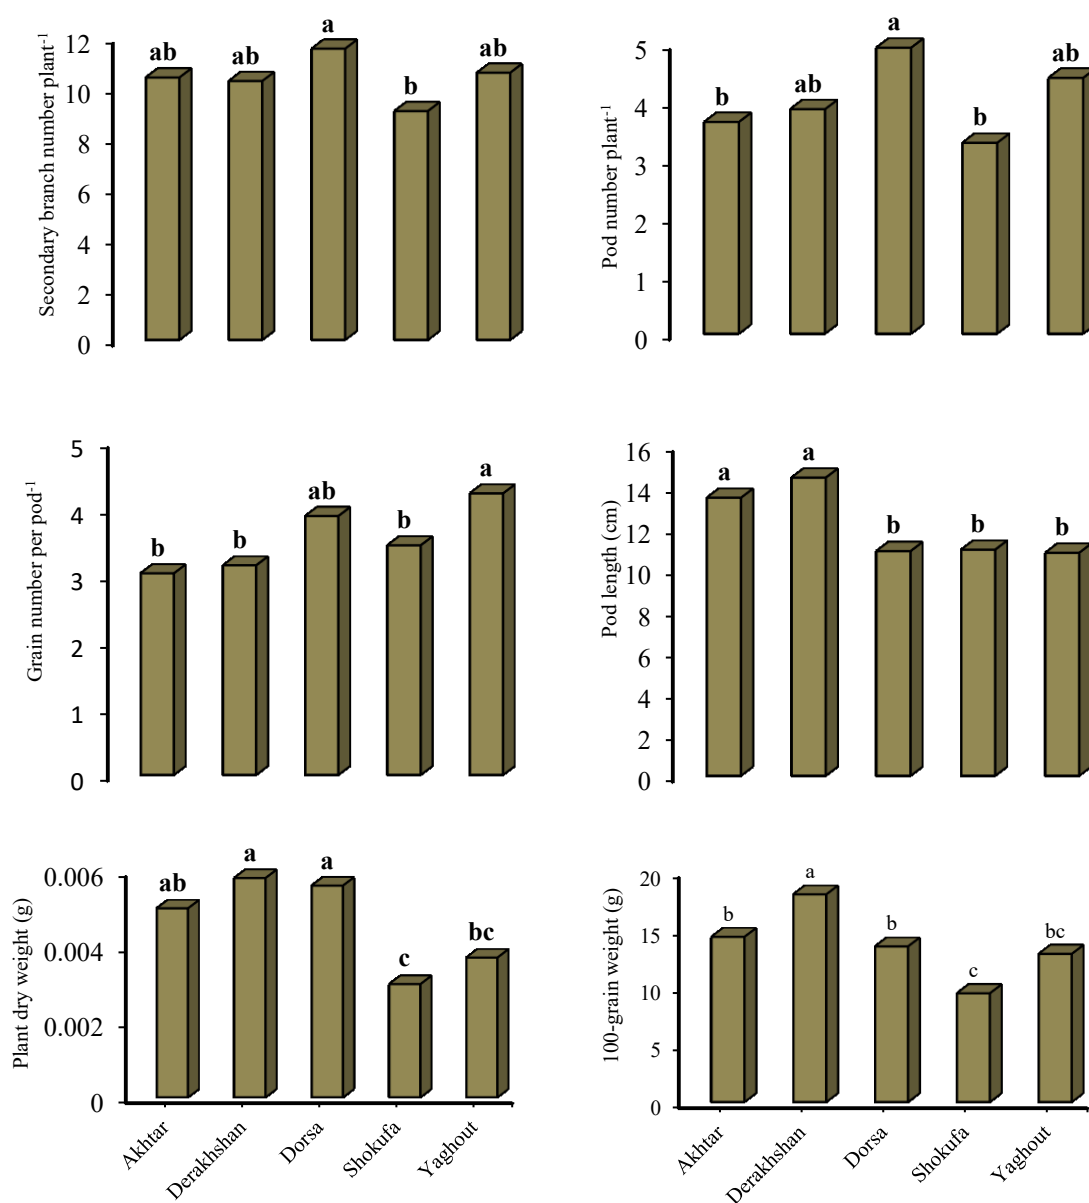 Secondary branch number plant-1
12
10
8
6
4
2
0
ab
ab
a
b
ab
Pod number plant-1
5
4
3
2
1
0
b
ab
a
b
ab
Grain number per pod-1
5
4
3
2
1
0
b
b
ab
b
a
Pod length (cm)
16
14
12
10
8
6
4
2
0
a
a
b
b
b
Plant dry weight (g)
0.006
0.004
0.002
0
ab
a
a
c
bc
Akhtar
Derakhshan
Dorsa
Shokufa
Yaghout
100-grain weight (g)
20
15
10
5
0
b
a
b
c
bc
Akhtar
Derakhshan
Dorsa
Shokufa
Yaghout